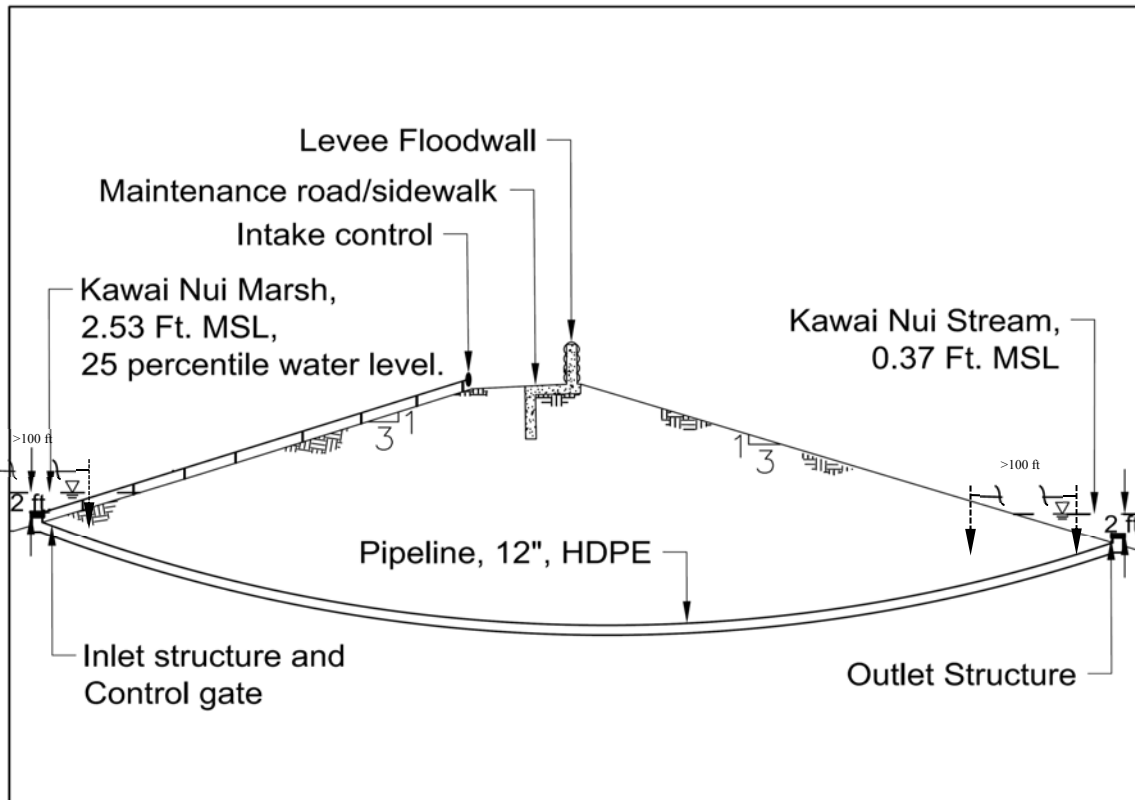 Levee Floodwall
Maintenance road/sidewalk
Intake control
Kawai Nui Marsh,
2.53 Ft. MSL,
25 percentile water level.
Kawai Nui Stream,
0.37 Ft. MSL
>100 ft
2 ft
1
3
1
3
>100 ft
2 ft
Pipeline, 12", HDPE
Inlet structure and
Control gate
Outlet Structure